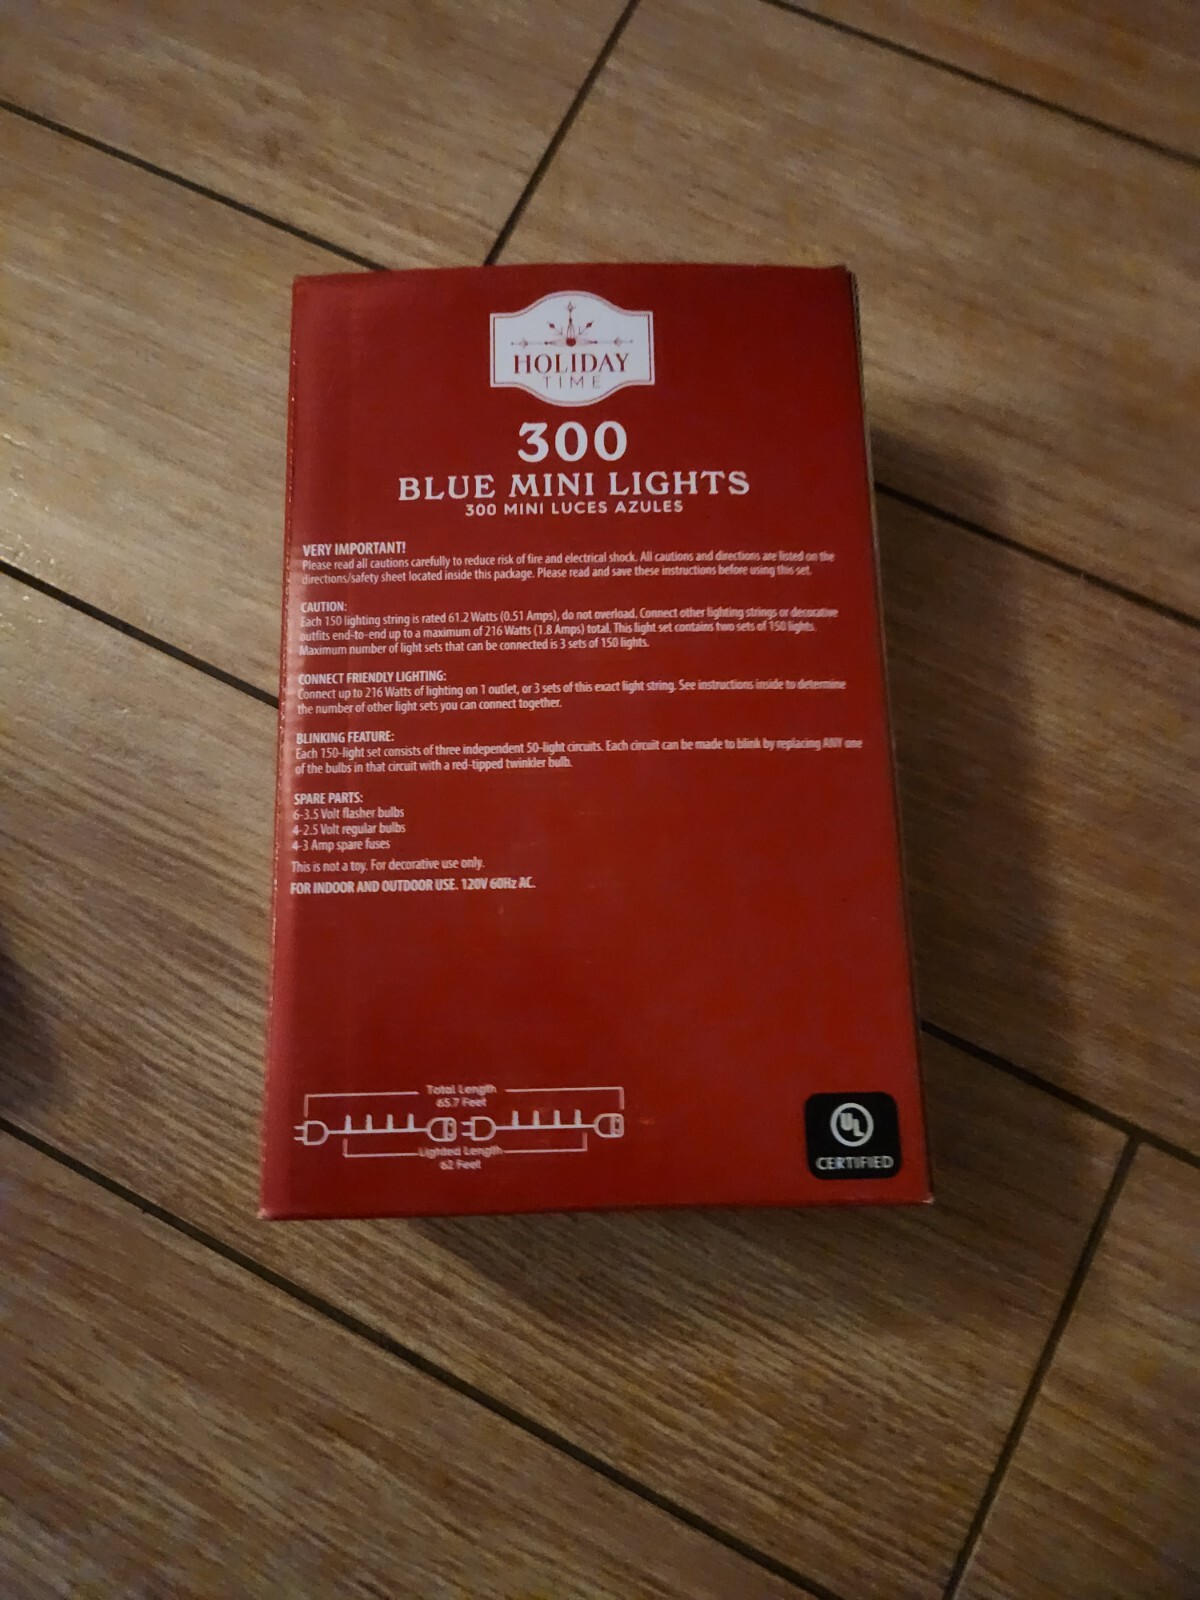 HOLIDAY
TIME
300
BLUE MINI LIGHTS
300 MINI LUCES AZULES
VERY IMPORTANT!
Please read all cautions carefully to reduce risk of fire and electrical shock. All cautions and directions are listed on the
directions/safety sheet located inside this package. Please read and save these instructions before using this set.
CAUTION:
Each 150 lighting string is rated 61.2 Watts (0.51 Amps), do not overload. Connect other lighting strings or decorative
outfits end-to-end up to a maximum of 216 Watts (1.8 Amps) total. This light set contains two sets of 150 lights.
Maximum number of light sets that can be connected is 3 sets of 150 lights.
CONNECT FRIENDLY LIGHTING:
Connect up to 216 Watts of lighting on 1 outlet, or 3 sets of this exact light string. See instructions inside to determine
the number of other light sets you can connect together.
BLINKING FEATURE:
Each 150-light set consists of three independent 50-light circuits. Each circuit can be made to blink by replacing ANY one
of the bulbs in that circuit with a red-tipped twinkler bulb.
SPARE PARTS:
6-3.5 Volt flasher bulbs
4-2.5 Volt regular bulbs
4-3 Amp spare fuses
This is not a toy. For decorative use only.
FOR INDOOR AND OUTDOOR USE. 120V 60Hz AC.
Total Length
65.7 Feet
Lighted Length
62 Feet
UL
CERTIFIED